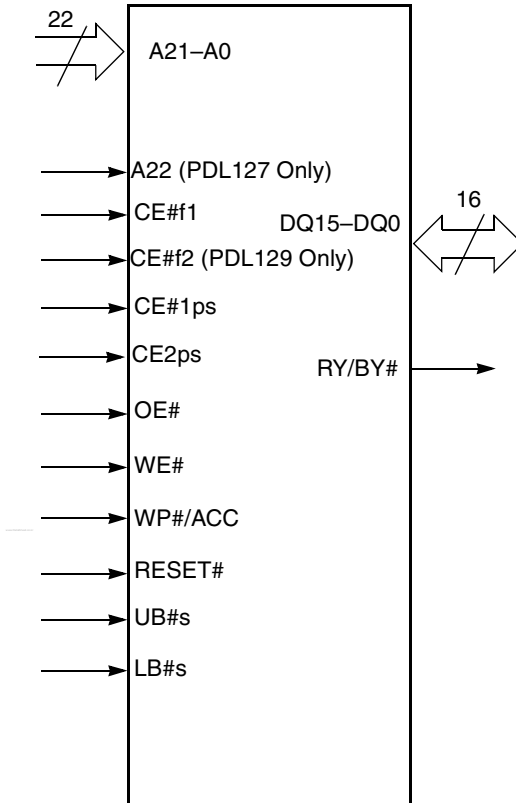 22
A21–A0
A22 (PDL127 Only)
16
CE#f1
DQ15–DQ0
CE#f2 (PDL129 Only)
CE#1ps
CE2ps
RY/BY#
OE#
WE#
WP#/ACC
RESET#
UB#s
LB#s